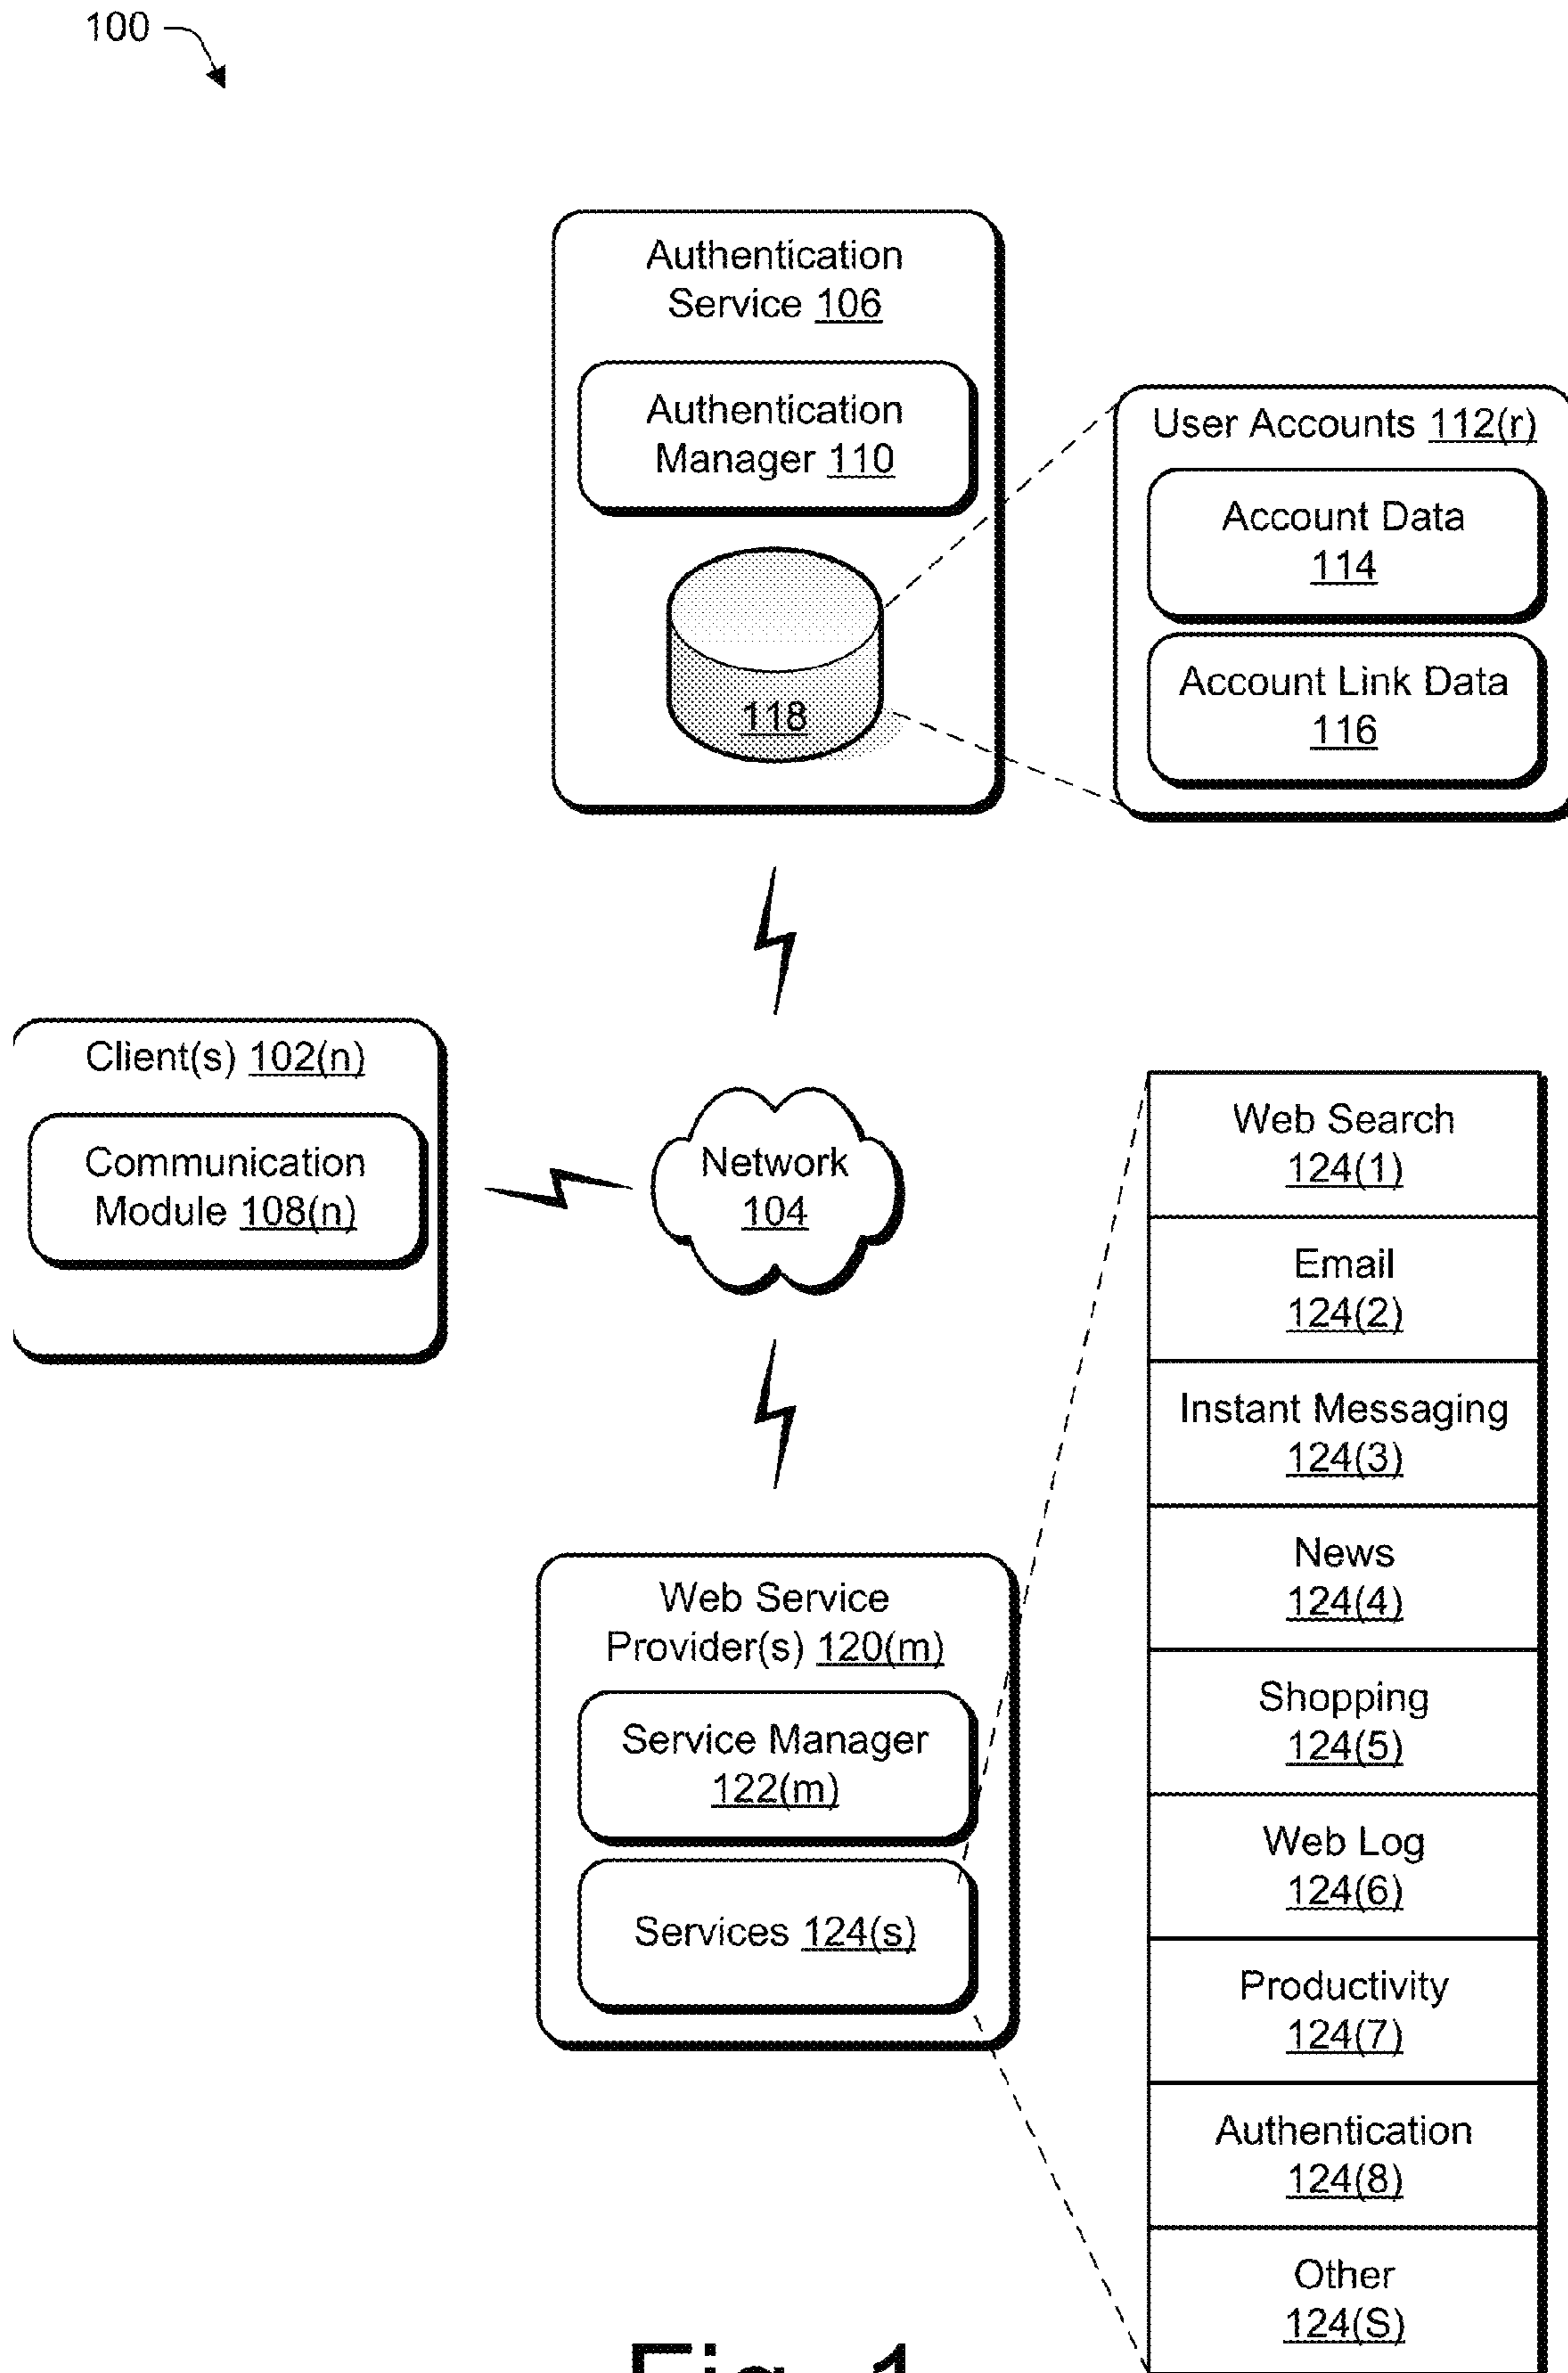 100
Authentication
Service 106
Authentication
Manager 110
118
User Accounts 112(r)
Account Data
114
Account Link Data
116
Client(s) 102(n)
Communication
Module 108(n)
Network
104
Web Service
Provider(s) 120(m)
Service Manager
122(m)
Services 124(s)
Web Search
124(1)
Email
124(2)
Instant Messaging
124(3)
News
124(4)
Shopping
124(5)
Web Log
124(6)
Productivity
124(7)
Authentication
124(8)
Other
124(S)
Fig. 1